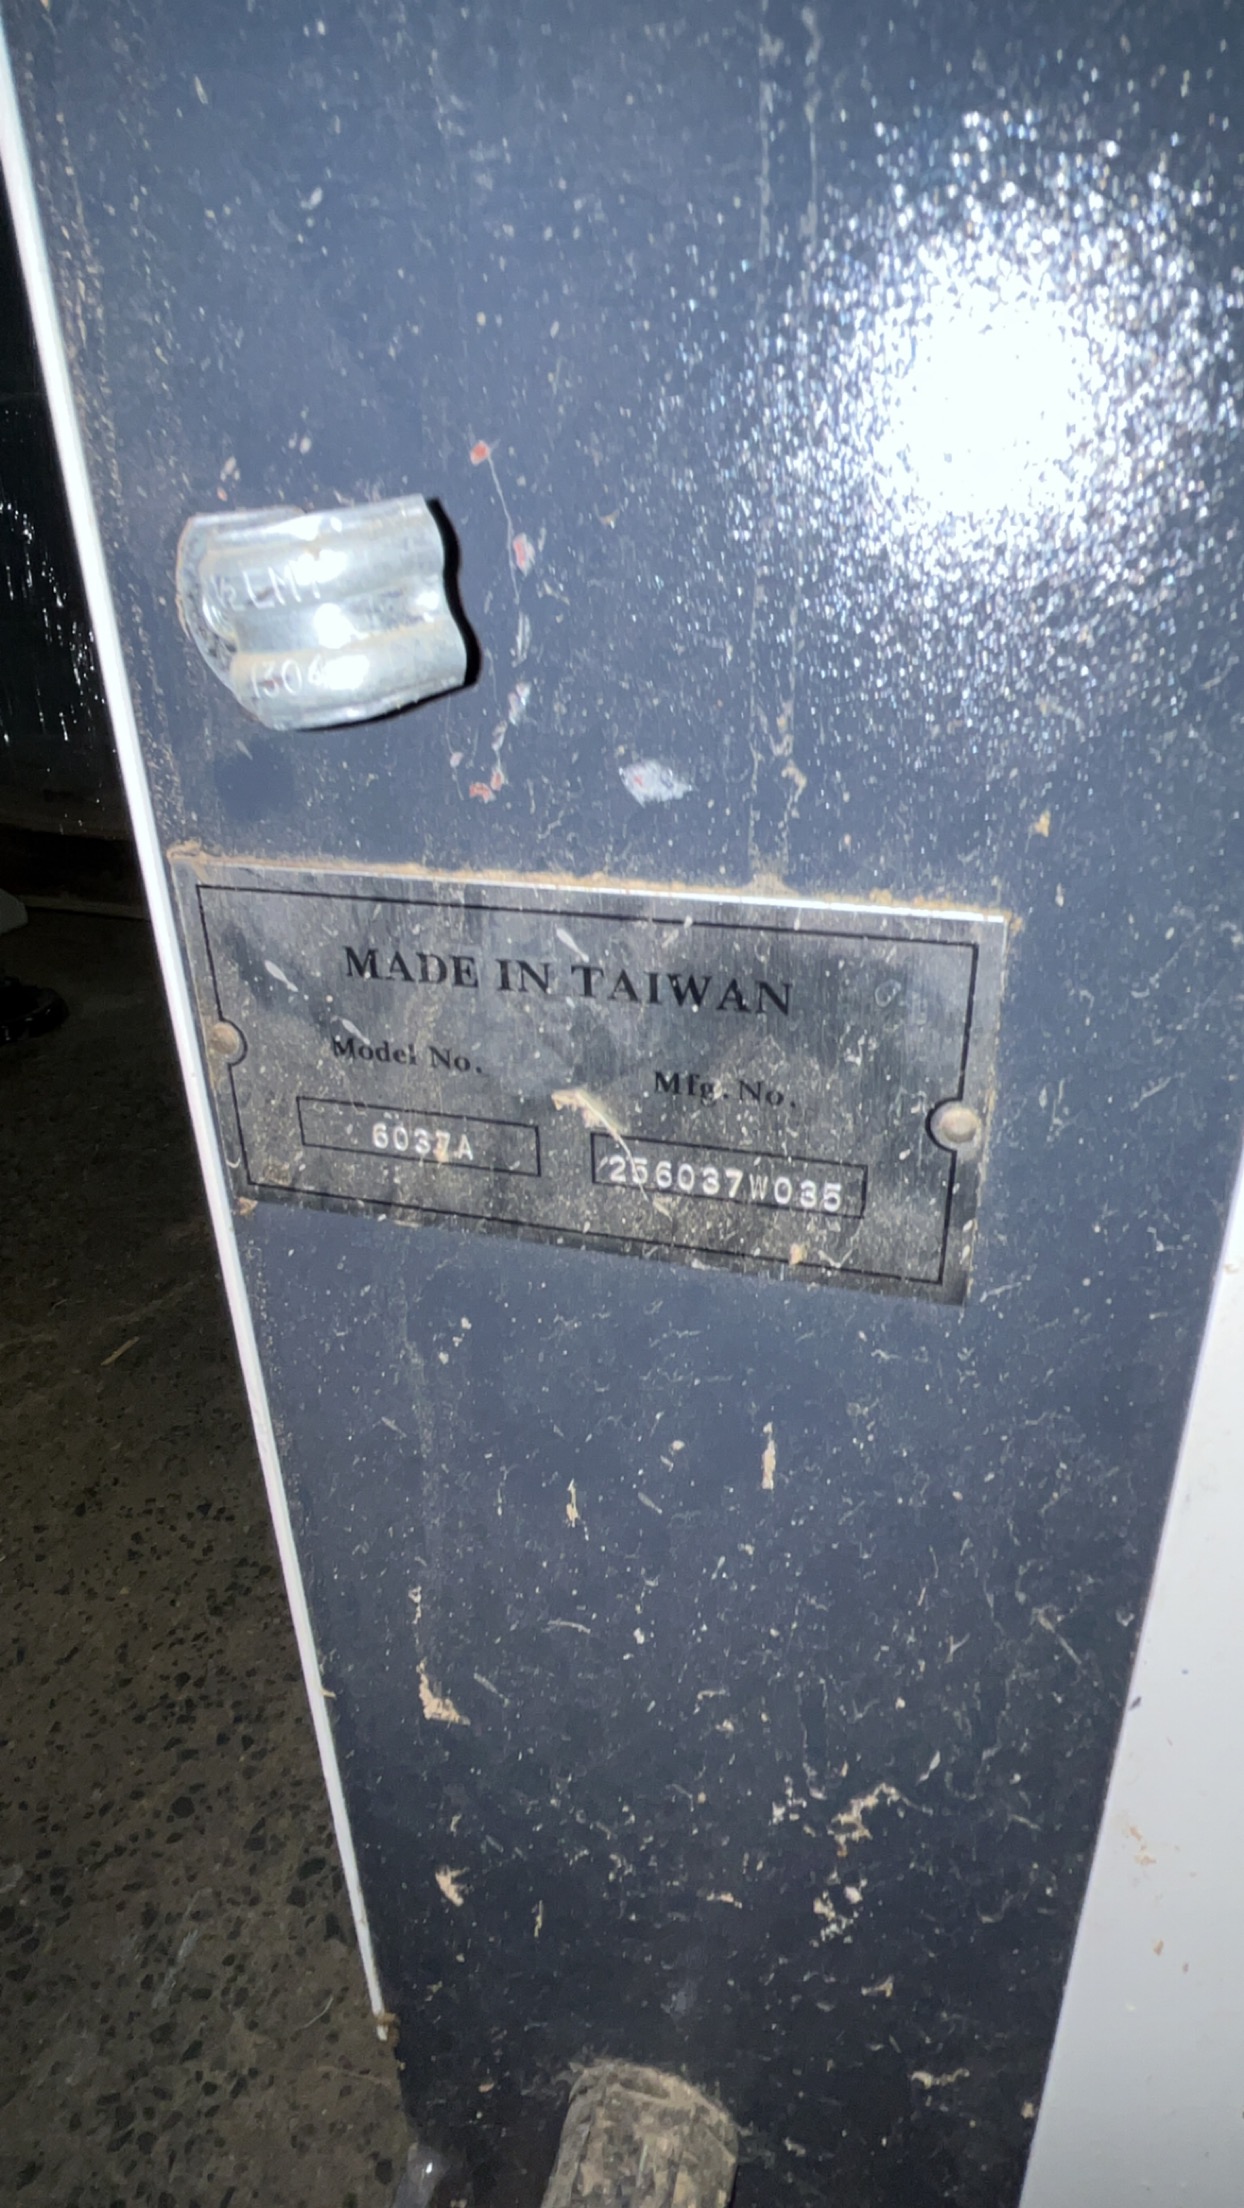 MADE IN TAIWAN
Model No.
Mfg. No.
6037A
256037W035